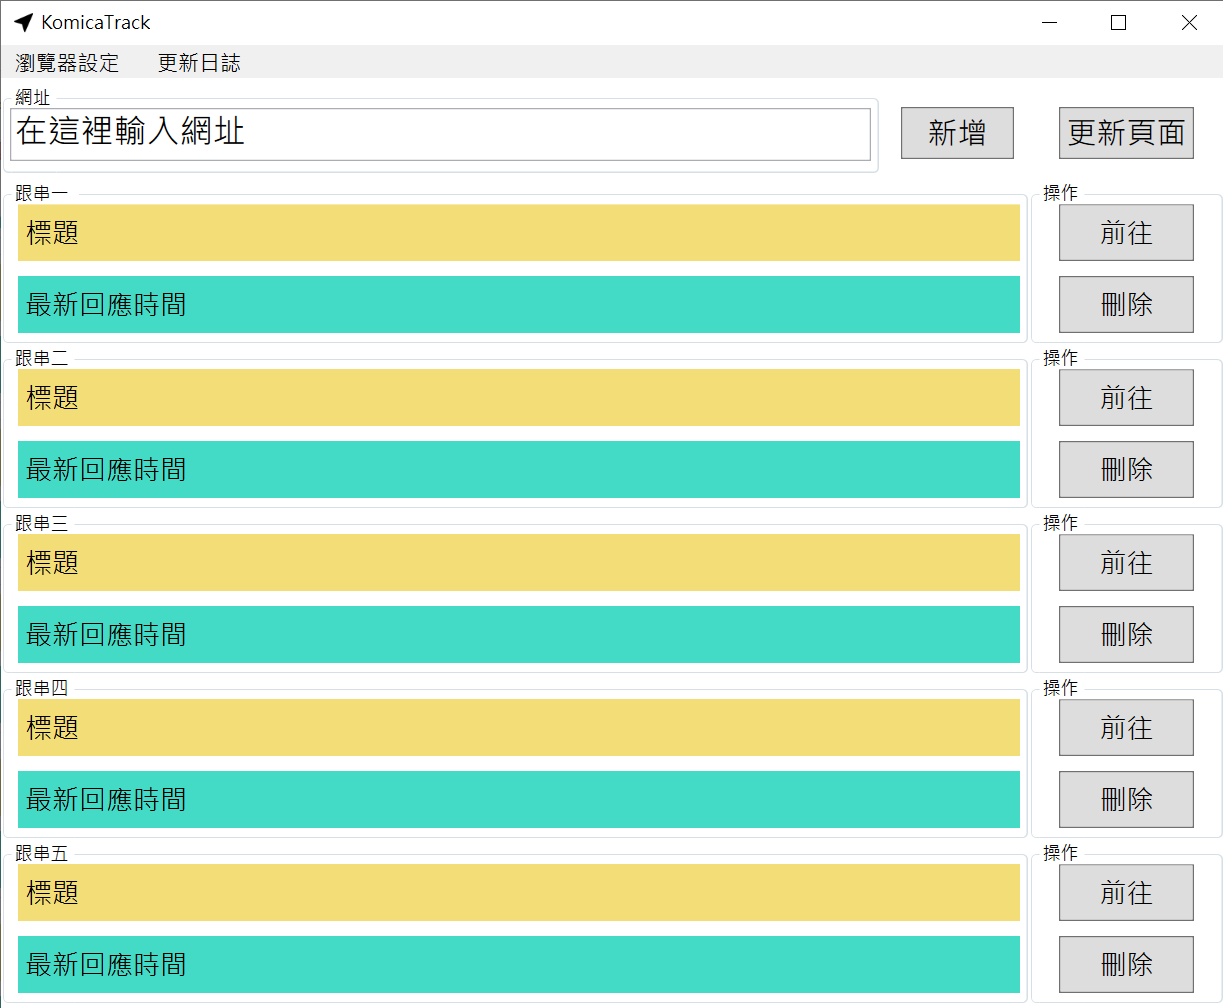 KomicaTrack
瀏覽器設定 更新日誌
網址
在這裡輸入網址 新增 更新頁面
跟串一 操作
標題 前往
最新回應時間 刪除
跟串二 操作
標題 前往
最新回應時間 刪除
跟串三 操作
標題 前往
最新回應時間 刪除
跟串四 操作
標題 前往
最新回應時間 刪除
跟串五 操作
標題 前往
最新回應時間 刪除